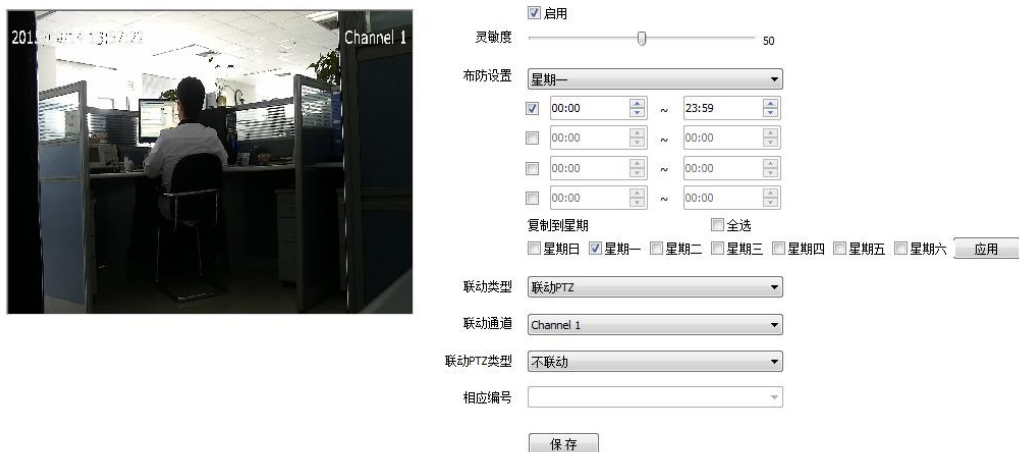 13:57:22
Channel 1
启用
灵敏度
50
布防设置
星期一
00:00 ~ 23:59
00:00 ~ 00:00
00:00 ~ 00:00
00:00 ~ 00:00
复制到星期 全选
星期日 星期一 星期二 星期三 星期四 星期五 星期六 应用
联动类型 联动PTZ
联动通道 Channel 1
联动PTZ类型 不联动
相应编号
保存